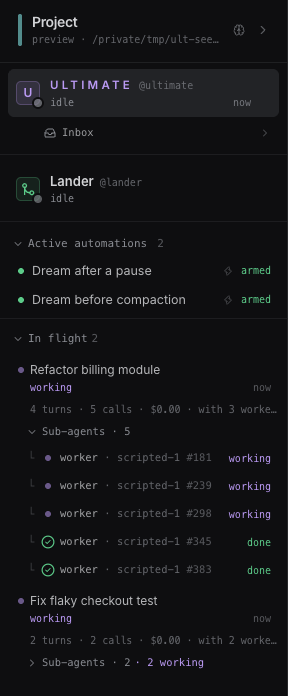 Project
preview · /private/tmp/ult-see…
U
ULTIMATE @ultimate
idle now
Inbox
Lander @lander
idle
Active automations 2
Dream after a pause armed
Dream before compaction armed
In flight 2
Refactor billing module
working now
4 turns · 5 calls · $0.00 · with 3 worke…
Sub-agents · 5
worker · scripted-1 #181 working
worker · scripted-1 #239 working
worker · scripted-1 #298 working
worker · scripted-1 #345 done
worker · scripted-1 #383 done
Fix flaky checkout test
working now
2 turns · 2 calls · $0.00 · with 2 worke…
Sub-agents · 2 · 2 working